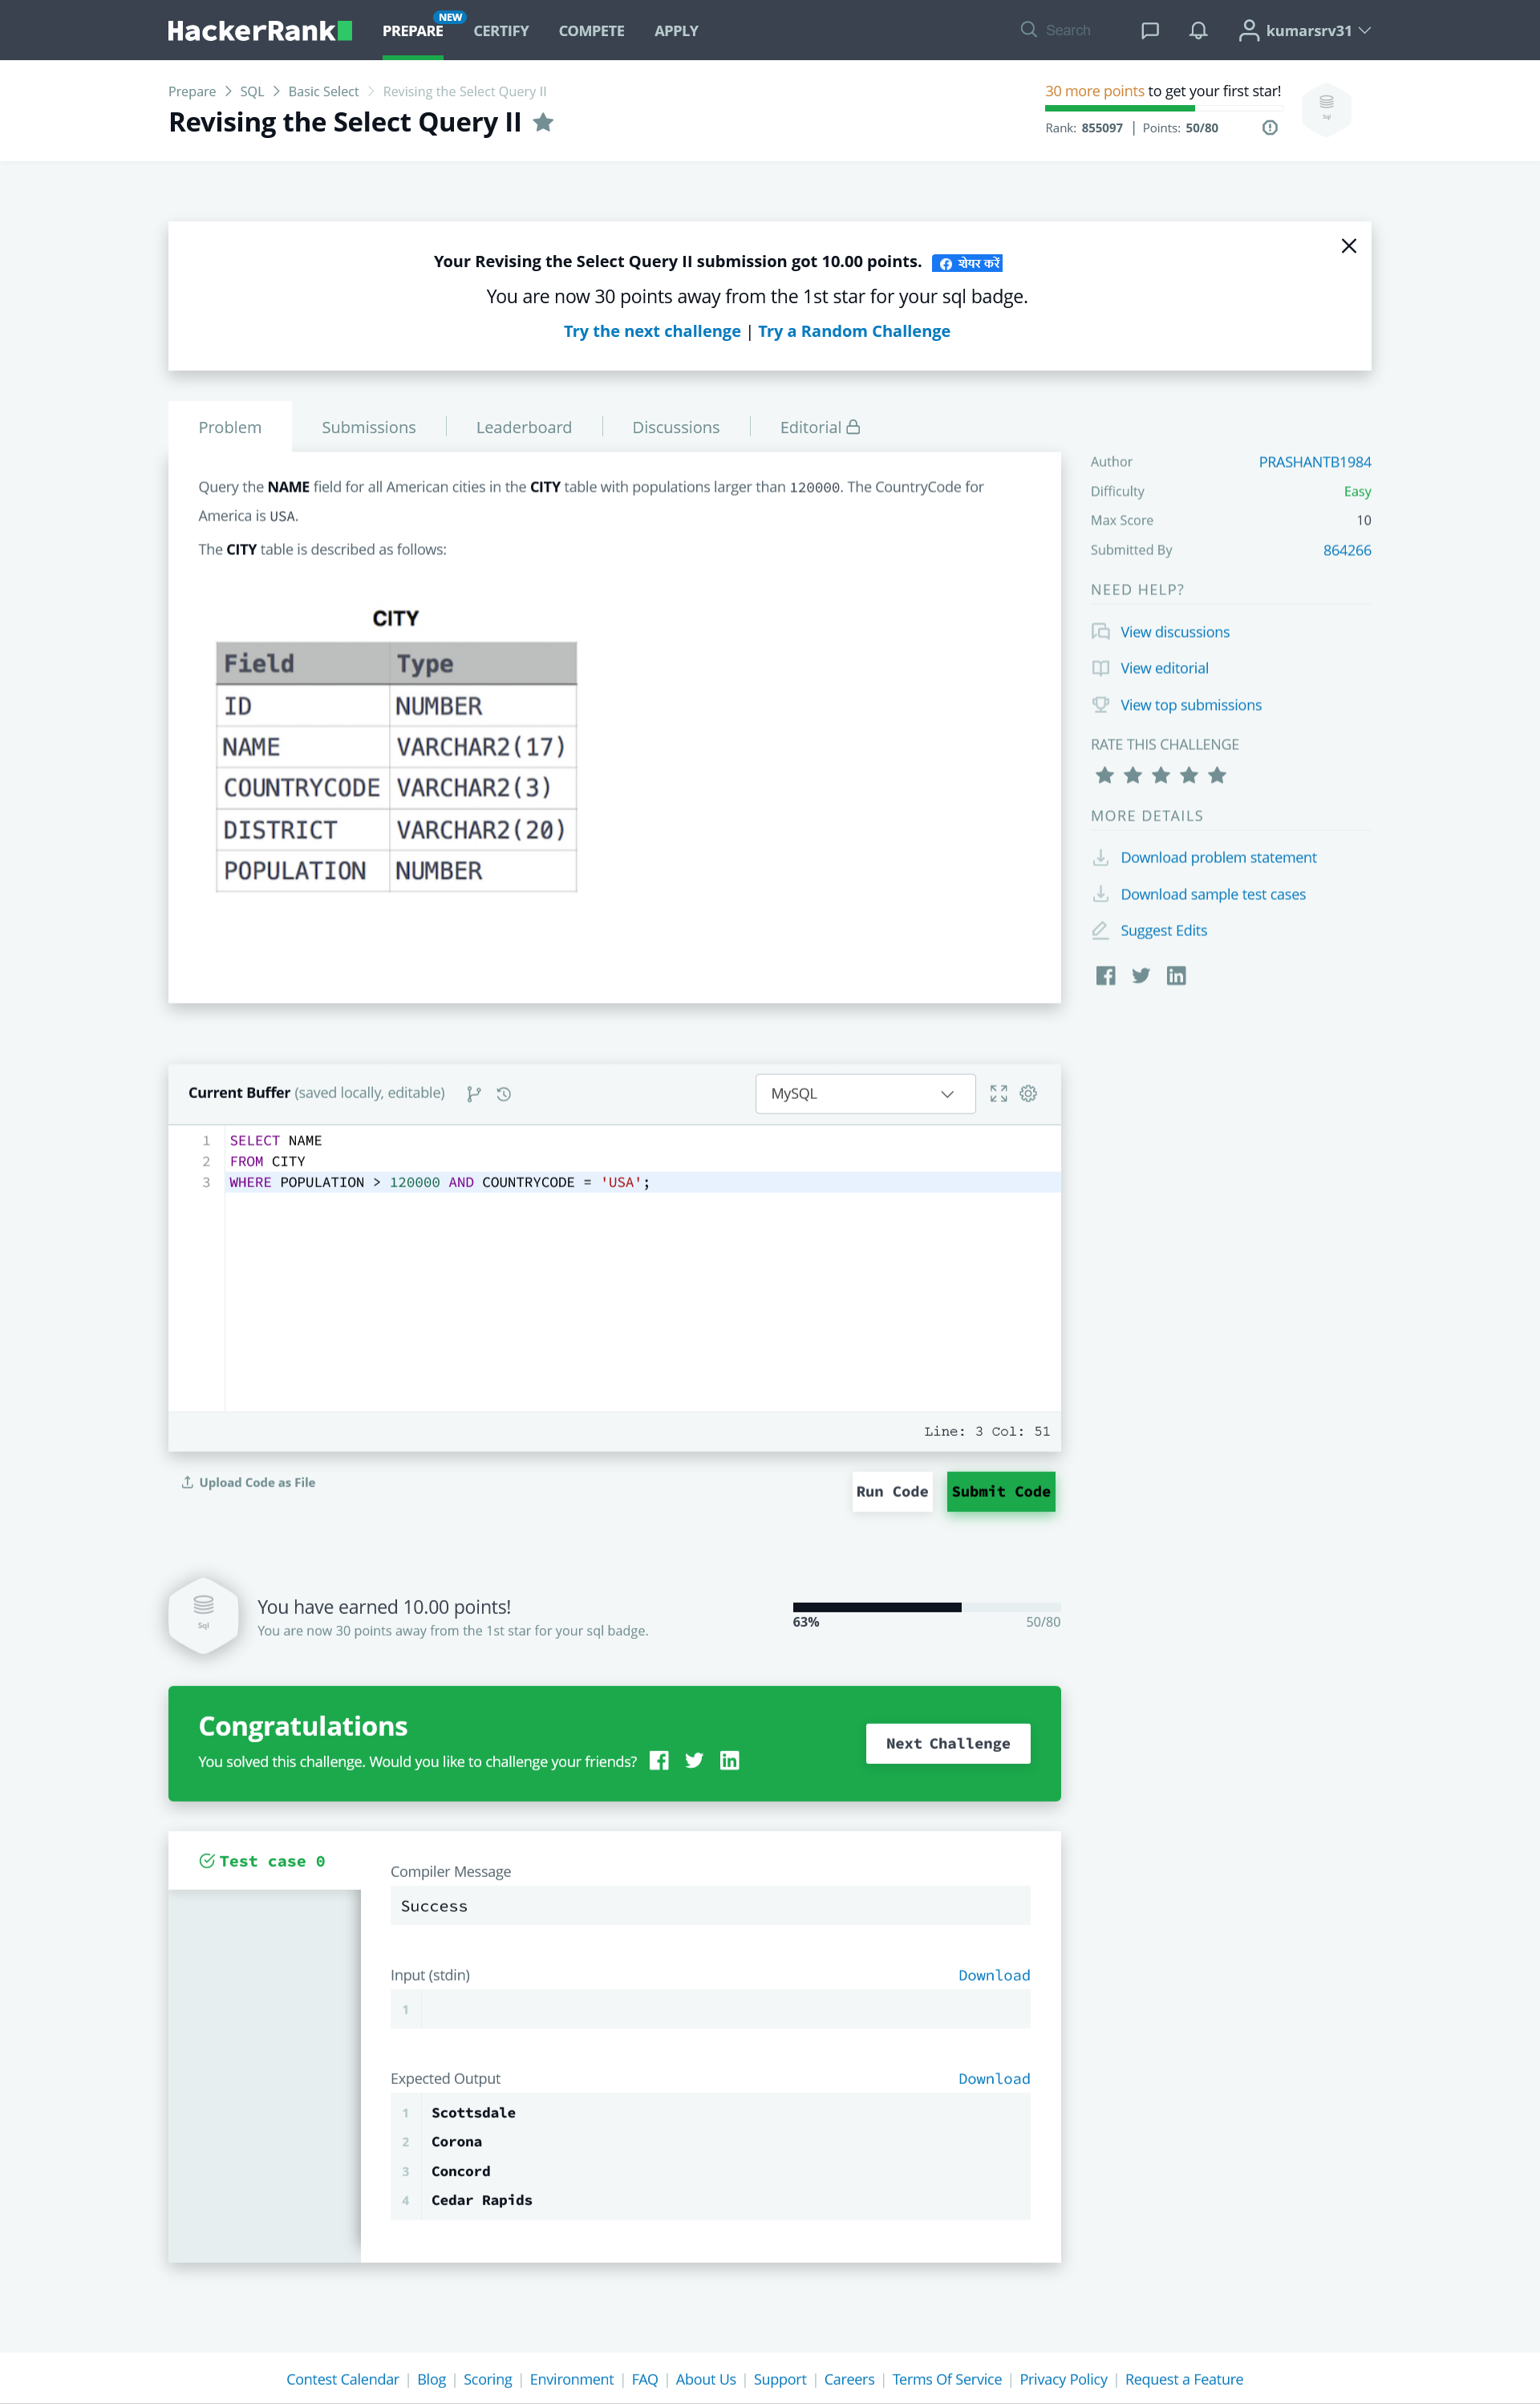 HackerRank PREPARE NEW CERTIFY COMPETE APPLY Search kumarsrv31
Prepare > SQL > Basic Select > Revising the Select Query II
Revising the Select Query II
30 more points to get your first star!
Rank: 855097 | Points: 50/80
Sql
Your Revising the Select Query II submission got 10.00 points. शेयर करें
You are now 30 points away from the 1st star for your sql badge.
Try the next challenge | Try a Random Challenge
Problem Submissions Leaderboard Discussions Editorial
Query the NAME field for all American cities in the CITY table with populations larger than 120000. The CountryCode for
America is USA.
The CITY table is described as follows:
CITY
Field Type
ID NUMBER
NAME VARCHAR2(17)
COUNTRYCODE VARCHAR2(3)
DISTRICT VARCHAR2(20)
POPULATION NUMBER
Author PRASHANTB1984
Difficulty Easy
Max Score 10
Submitted By 864266
NEED HELP?
View discussions
View editorial
View top submissions
RATE THIS CHALLENGE
MORE DETAILS
Download problem statement
Download sample test cases
Suggest Edits
Current Buffer (saved locally, editable) MySQL
1 SELECT NAME
2 FROM CITY
3 WHERE POPULATION > 120000 AND COUNTRYCODE = 'USA';
Line: 3 Col: 51
Upload Code as File Run Code Submit Code
Sql
You have earned 10.00 points!
You are now 30 points away from the 1st star for your sql badge.
63% 50/80
Congratulations
You solved this challenge. Would you like to challenge your friends?
Next Challenge
Test case 0
Compiler Message
Success
Input (stdin) Download
1
Expected Output Download
1 Scottsdale
2 Corona
3 Concord
4 Cedar Rapids
Contest Calendar | Blog | Scoring | Environment | FAQ | About Us | Support | Careers | Terms Of Service | Privacy Policy | Request a Feature